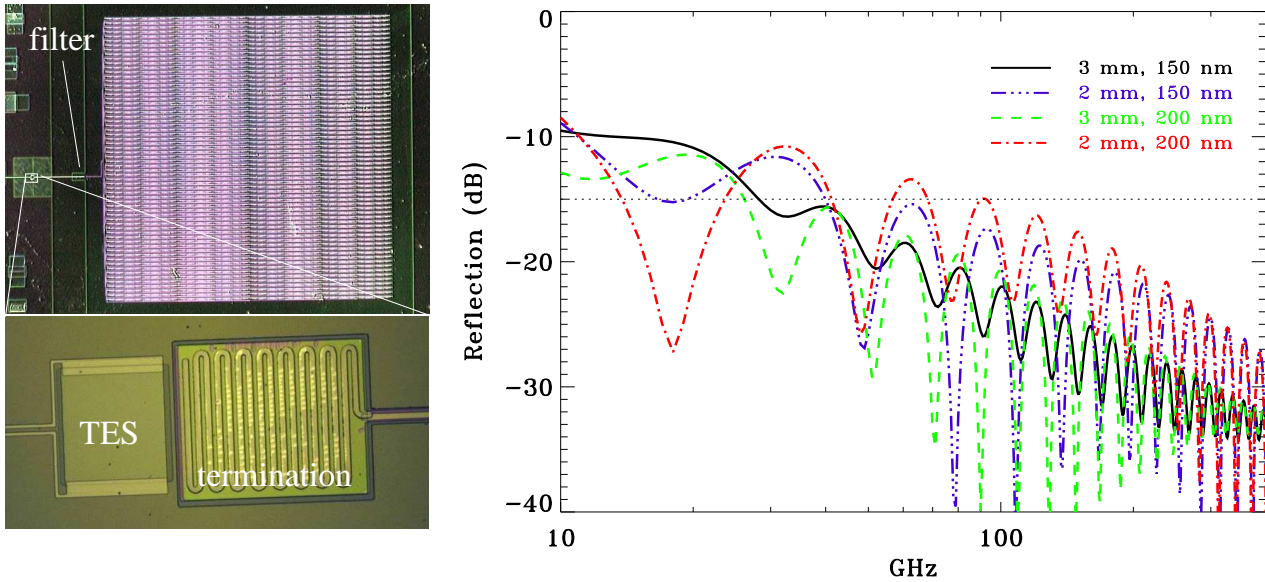 filter
TES
termination
0
−10
−20
−30
−40
Reflection (dB)
3 mm, 150 nm
2 mm, 150 nm
3 mm, 200 nm
2 mm, 200 nm
10
100
GHz